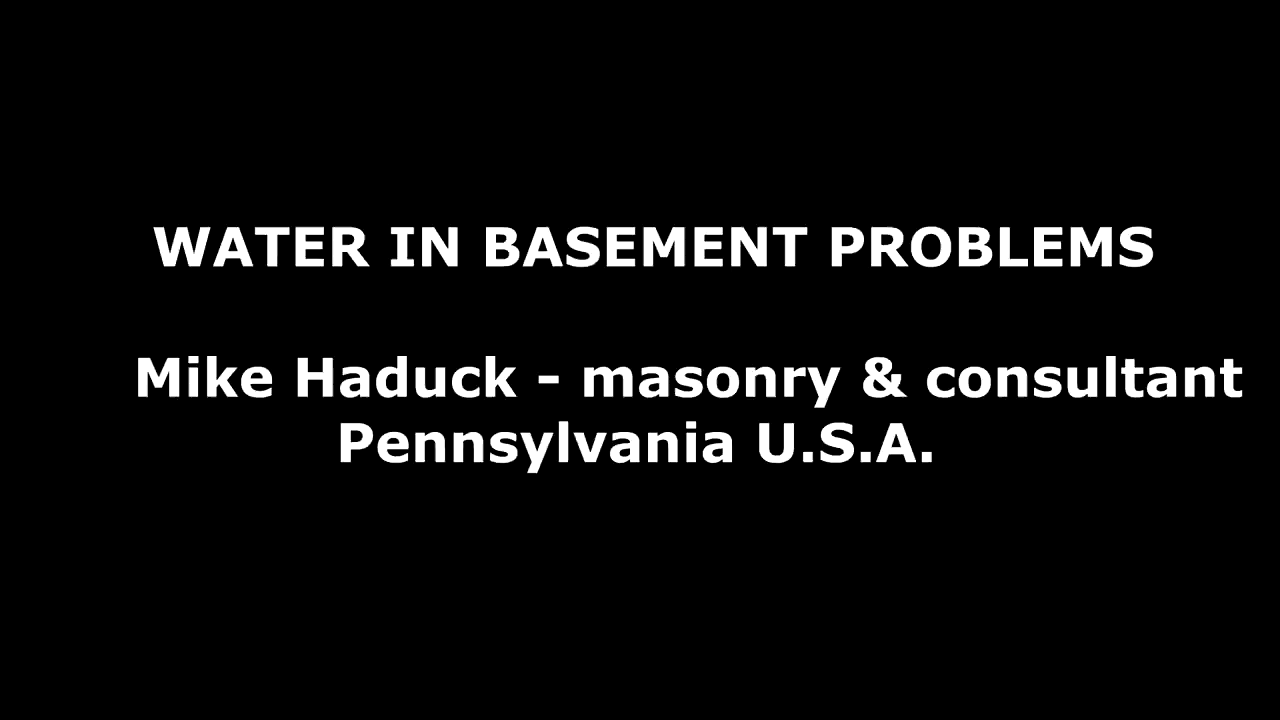 WATER IN BASEMENT PROBLEMS
Mike Haduck - masonry & consultant
Pennsylvania U.S.A.